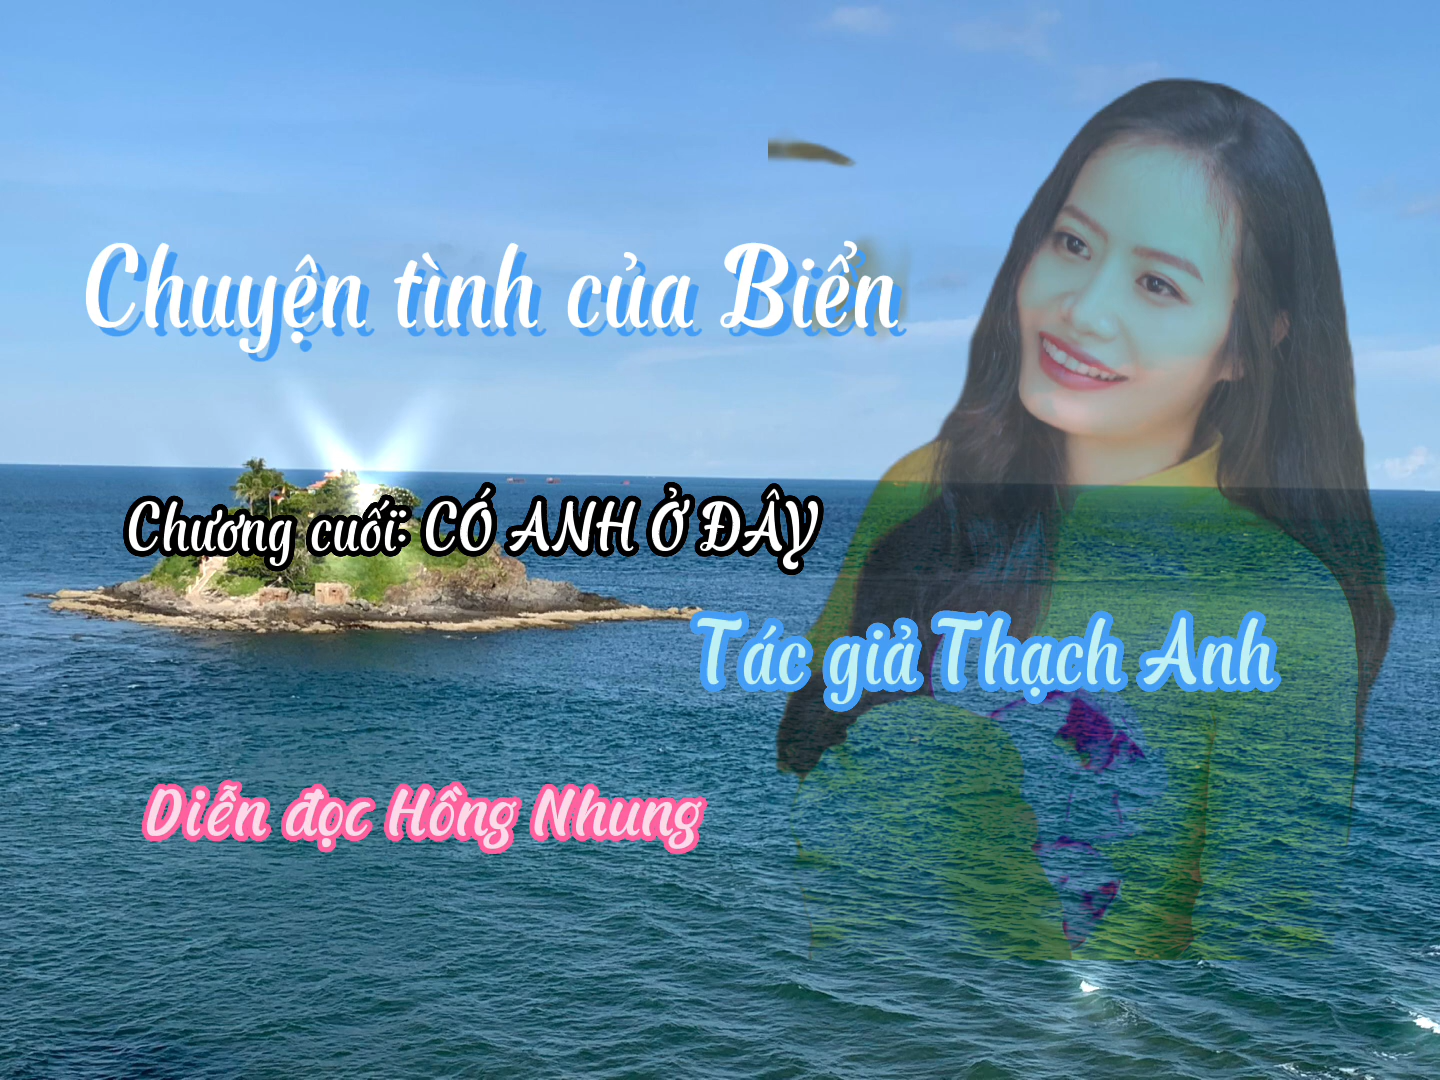 Chuyện tình của Biển
Chương cuối: CÓ ANH Ở ĐÂY
Tác giả Thạch Anh
Diễn đọc Hồng Nhung